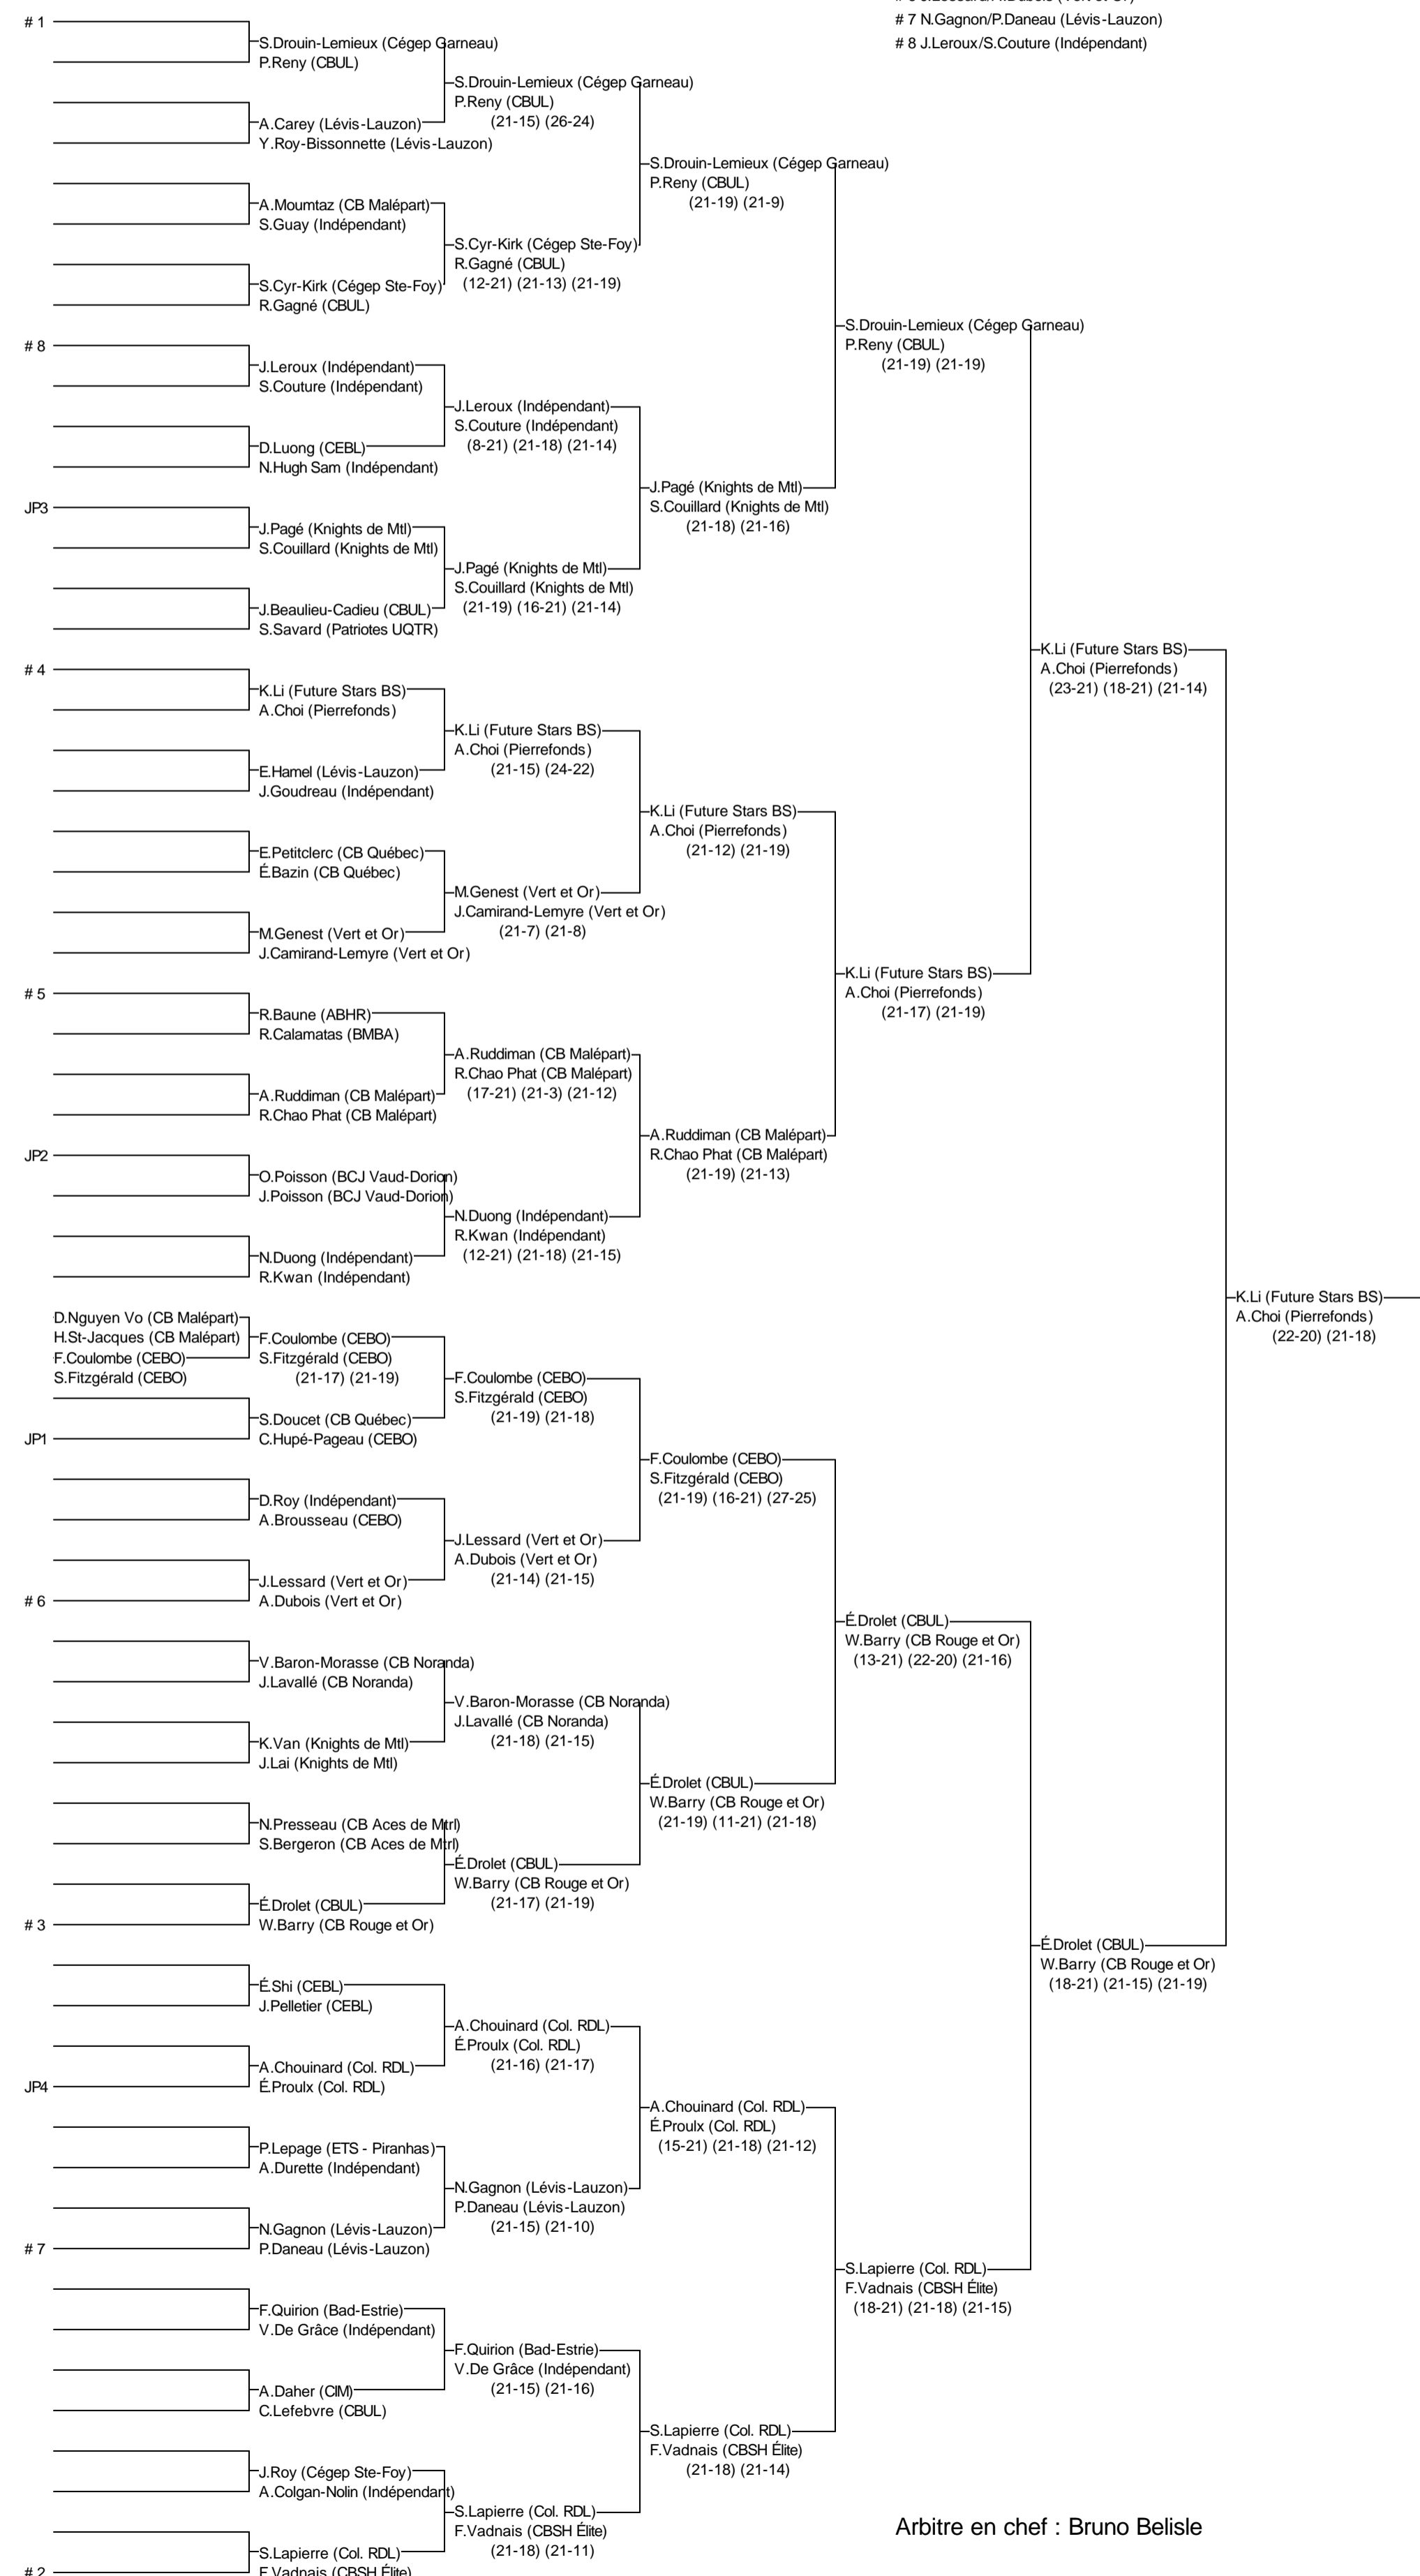 # 7 N.Gagnon/P.Daneau (Lévis-Lauzon)
# 8 J.Leroux/S.Couture (Indépendant)
# 1
S.Drouin-Lemieux (Cégep Garneau)
P.Reny (CBUL)
S.Drouin-Lemieux (Cégep Garneau)
P.Reny (CBUL)
(21-15) (26-24)
A.Carey (Lévis-Lauzon)
Y.Roy-Bissonnette (Lévis-Lauzon)
S.Drouin-Lemieux (Cégep Garneau)
P.Reny (CBUL)
(21-19) (21-9)
A.Moumtaz (CB Malépart)
S.Guay (Indépendant)
S.Cyr-Kirk (Cégep Ste-Foy)
R.Gagné (CBUL)
(12-21) (21-13) (21-19)
S.Cyr-Kirk (Cégep Ste-Foy)
R.Gagné (CBUL)
S.Drouin-Lemieux (Cégep Garneau)
P.Reny (CBUL)
(21-19) (21-19)
# 8
J.Leroux (Indépendant)
S.Couture (Indépendant)
J.Leroux (Indépendant)
S.Couture (Indépendant)
(8-21) (21-18) (21-14)
D.Luong (CEBL)
N.Hugh Sam (Indépendant)
J.Pagé (Knights de Mtl)
S.Couillard (Knights de Mtl)
(21-18) (21-16)
JP3
J.Pagé (Knights de Mtl)
S.Couillard (Knights de Mtl)
J.Pagé (Knights de Mtl)
S.Couillard (Knights de Mtl)
(21-19) (16-21) (21-14)
J.Beaulieu-Cadieu (CBUL)
S.Savard (Patriotes UQTR)
K.Li (Future Stars BS)
A.Choi (Pierrefonds)
(23-21) (18-21) (21-14)
# 4
K.Li (Future Stars BS)
A.Choi (Pierrefonds)
K.Li (Future Stars BS)
A.Choi (Pierrefonds)
(21-15) (24-22)
E.Hamel (Lévis-Lauzon)
J.Goudreau (Indépendant)
K.Li (Future Stars BS)
A.Choi (Pierrefonds)
(21-12) (21-19)
E.Petitclerc (CB Québec)
É.Bazin (CB Québec)
M.Genest (Vert et Or)
J.Camirand-Lemyre (Vert et Or)
(21-7) (21-8)
M.Genest (Vert et Or)
J.Camirand-Lemyre (Vert et Or)
K.Li (Future Stars BS)
A.Choi (Pierrefonds)
(21-17) (21-19)
# 5
R.Baune (ABHR)
R.Calamatas (BMBA)
A.Ruddiman (CB Malépart)
R.Chao Phat (CB Malépart)
(17-21) (21-3) (21-12)
A.Ruddiman (CB Malépart)
R.Chao Phat (CB Malépart)
A.Ruddiman (CB Malépart)
R.Chao Phat (CB Malépart)
(21-19) (21-13)
JP2
O.Poisson (BCJ Vaud-Dorion)
J.Poisson (BCJ Vaud-Dorion)
N.Duong (Indépendant)
R.Kwan (Indépendant)
(12-21) (21-18) (21-15)
N.Duong (Indépendant)
R.Kwan (Indépendant)
K.Li (Future Stars BS)
A.Choi (Pierrefonds)
(22-20) (21-18)
D.Nguyen Vo (CB Malépart)
H.St-Jacques (CB Malépart)
F.Coulombe (CEBO)
S.Fitzgérald (CEBO)
F.Coulombe (CEBO)
S.Fitzgérald (CEBO)
(21-17) (21-19)
F.Coulombe (CEBO)
S.Fitzgérald (CEBO)
(21-19) (21-18)
JP1
S.Doucet (CB Québec)
C.Hupé-Pageau (CEBO)
F.Coulombe (CEBO)
S.Fitzgérald (CEBO)
(21-19) (16-21) (27-25)
D.Roy (Indépendant)
A.Brousseau (CEBO)
J.Lessard (Vert et Or)
A.Dubois (Vert et Or)
(21-14) (21-15)
J.Lessard (Vert et Or)
A.Dubois (Vert et Or)
# 6
É.Drolet (CBUL)
W.Barry (CB Rouge et Or)
(13-21) (22-20) (21-16)
V.Baron-Morasse (CB Noranda)
J.Lavallé (CB Noranda)
V.Baron-Morasse (CB Noranda)
J.Lavallé (CB Noranda)
(21-18) (21-15)
K.Van (Knights de Mtl)
J.Lai (Knights de Mtl)
É.Drolet (CBUL)
W.Barry (CB Rouge et Or)
(21-19) (11-21) (21-18)
N.Presseau (CB Aces de Mtrl)
S.Bergeron (CB Aces de Mtrl)
É.Drolet (CBUL)
W.Barry (CB Rouge et Or)
(21-17) (21-19)
É.Drolet (CBUL)
W.Barry (CB Rouge et Or)
# 3
É.Drolet (CBUL)
W.Barry (CB Rouge et Or)
(18-21) (21-15) (21-19)
É.Shi (CEBL)
J.Pelletier (CEBL)
A.Chouinard (Col. RDL)
É.Proulx (Col. RDL)
(21-16) (21-17)
A.Chouinard (Col. RDL)
É.Proulx (Col. RDL)
JP4
A.Chouinard (Col. RDL)
É.Proulx (Col. RDL)
(15-21) (21-18) (21-12)
P.Lepage (ETS - Piranhas)
A.Durette (Indépendant)
N.Gagnon (Lévis-Lauzon)
P.Daneau (Lévis-Lauzon)
(21-15) (21-10)
N.Gagnon (Lévis-Lauzon)
P.Daneau (Lévis-Lauzon)
# 7
S.Lapierre (Col. RDL)
F.Vadnais (CBSH Élite)
(18-21) (21-18) (21-15)
F.Quirion (Bad-Estrie)
V.De Grâce (Indépendant)
F.Quirion (Bad-Estrie)
V.De Grâce (Indépendant)
(21-15) (21-16)
A.Daher (CIM)
C.Lefebvre (CBUL)
S.Lapierre (Col. RDL)
F.Vadnais (CBSH Élite)
(21-18) (21-14)
J.Roy (Cégep Ste-Foy)
A.Colgan-Nolin (Indépendant)
S.Lapierre (Col. RDL)
F.Vadnais (CBSH Élite)
(21-18) (21-11)
S.Lapierre (Col. RDL)
F.Vadnais (CBSH Élite)
# 2
Arbitre en chef : Bruno Belisle